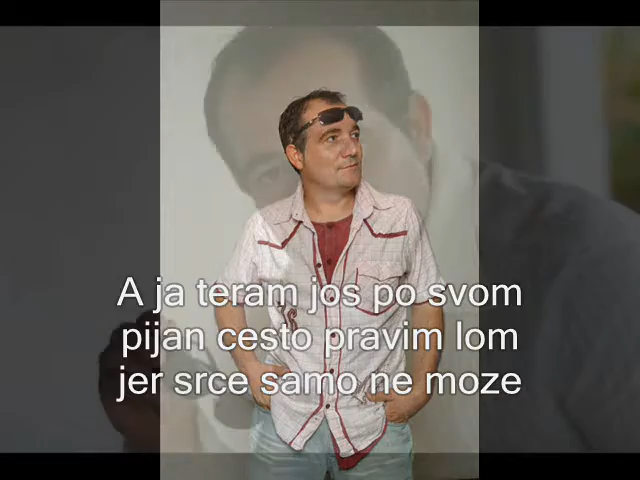 A ja teram jos po svom
pijan cesto pravim lom
jer srce samo ne moze